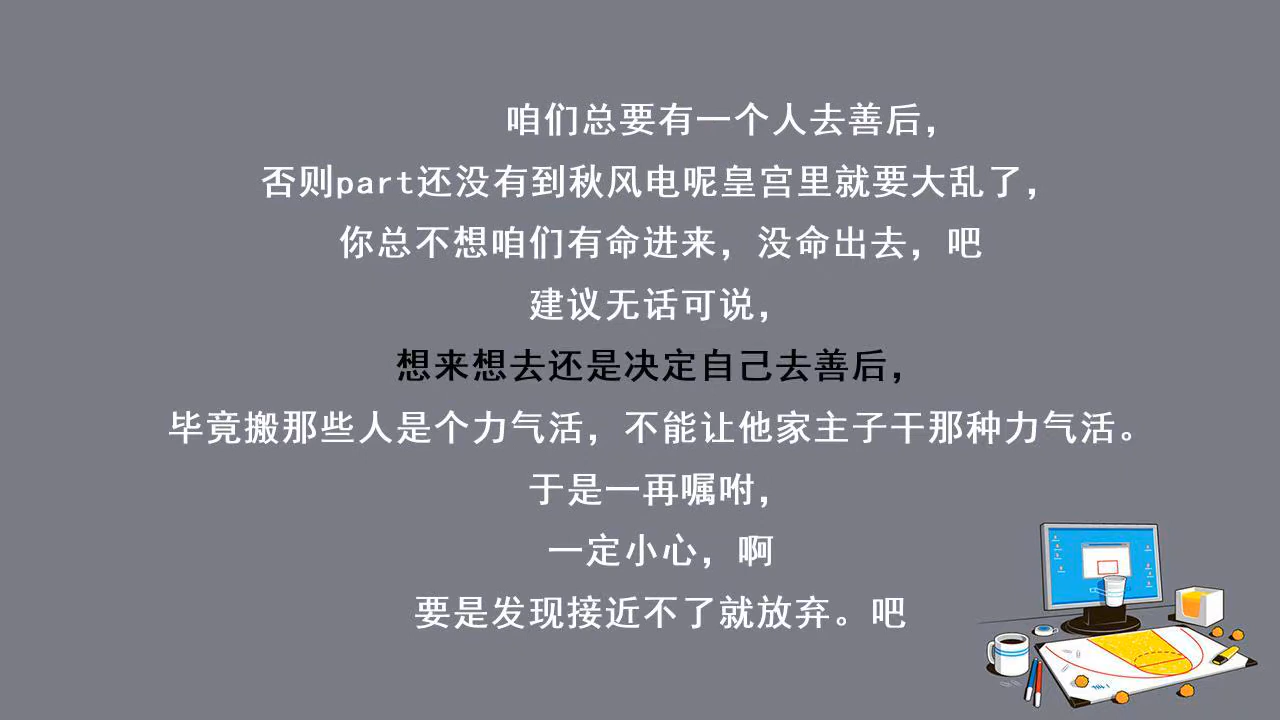 咱们总要有一个人去善后，
否则part还没有到秋风电呢皇宫里就要大乱了，
你总不想咱们有命进来，没命出去，吧
建议无话可说，
想来想去还是决定自己去善后，
毕竟搬那些人是个力气活，不能让他家主子干那种力气活。
于是一再嘱咐，
一定小心，啊
要是发现接近不了就放弃。吧